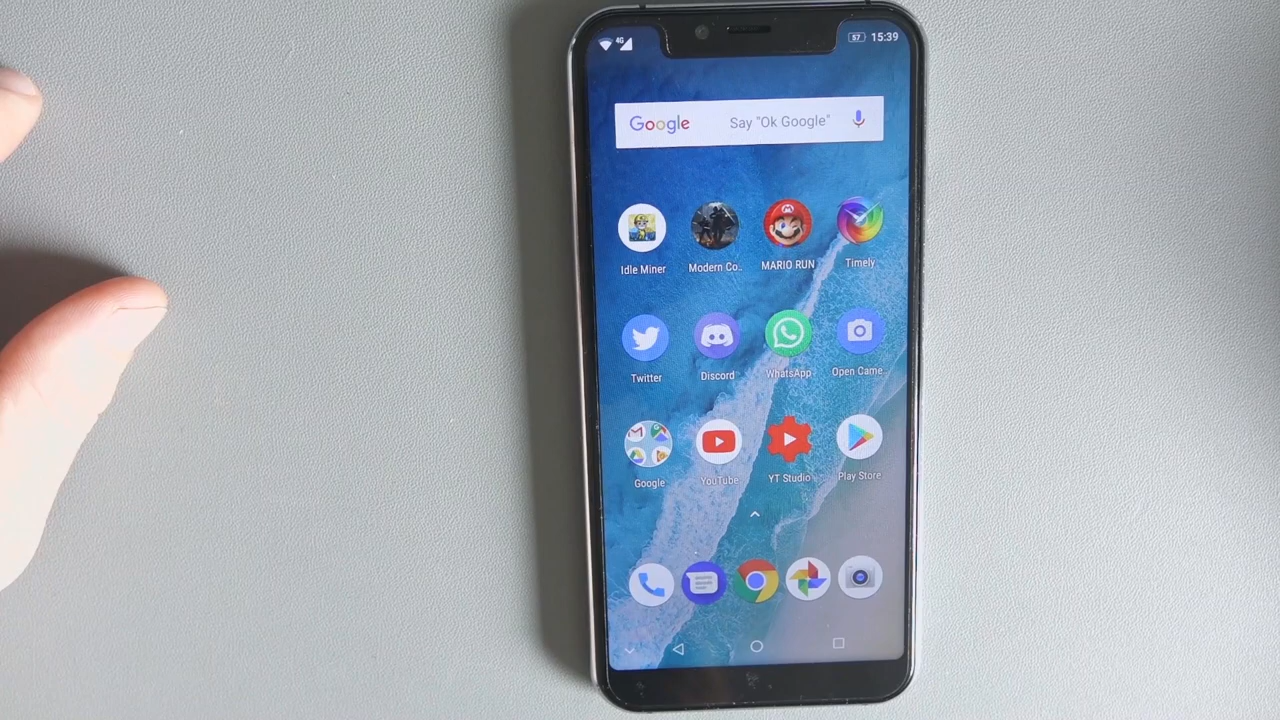 4G
57 15:39
Google Say "Ok Google"
Idle Miner Modern Co.. MARIO RUN Timely
Twitter Discord WhatsApp Open Came..
Google YouTube YT Studio Play Store